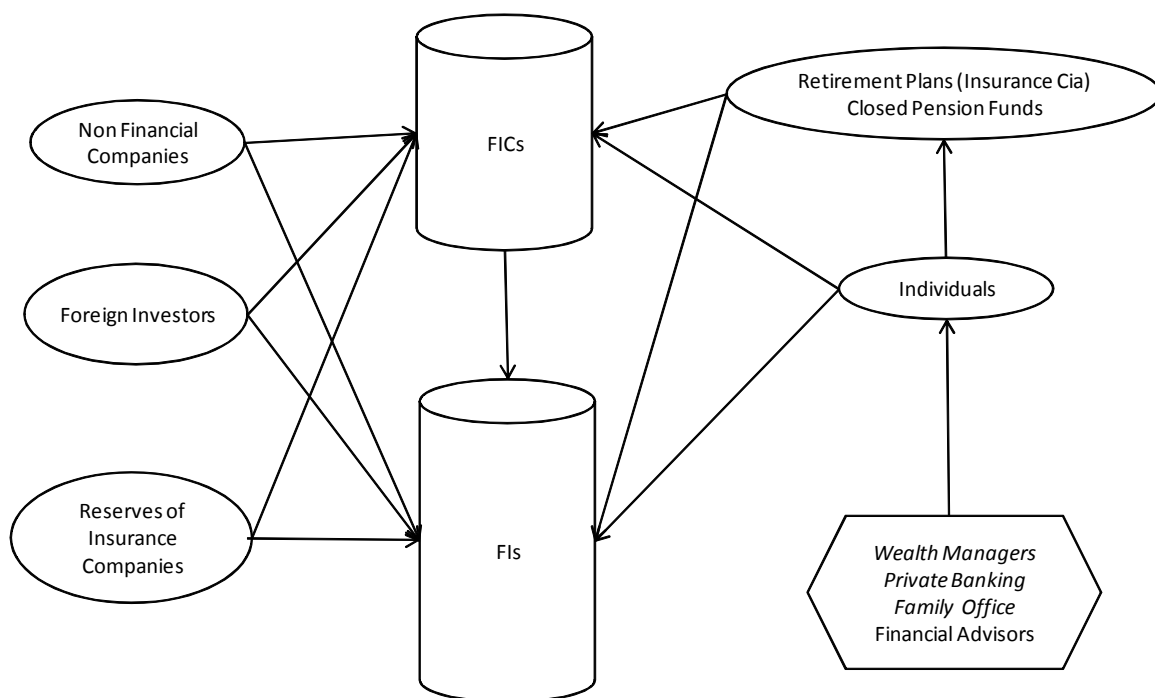 Non Financial
Companies
Foreign Investors
Reserves of
Insurance
Companies
FICs
FIs
Retirement Plans (Insurance Cia)
Closed Pension Funds
Individuals
Wealth Managers
Private Banking
Family Office
Financial Advisors